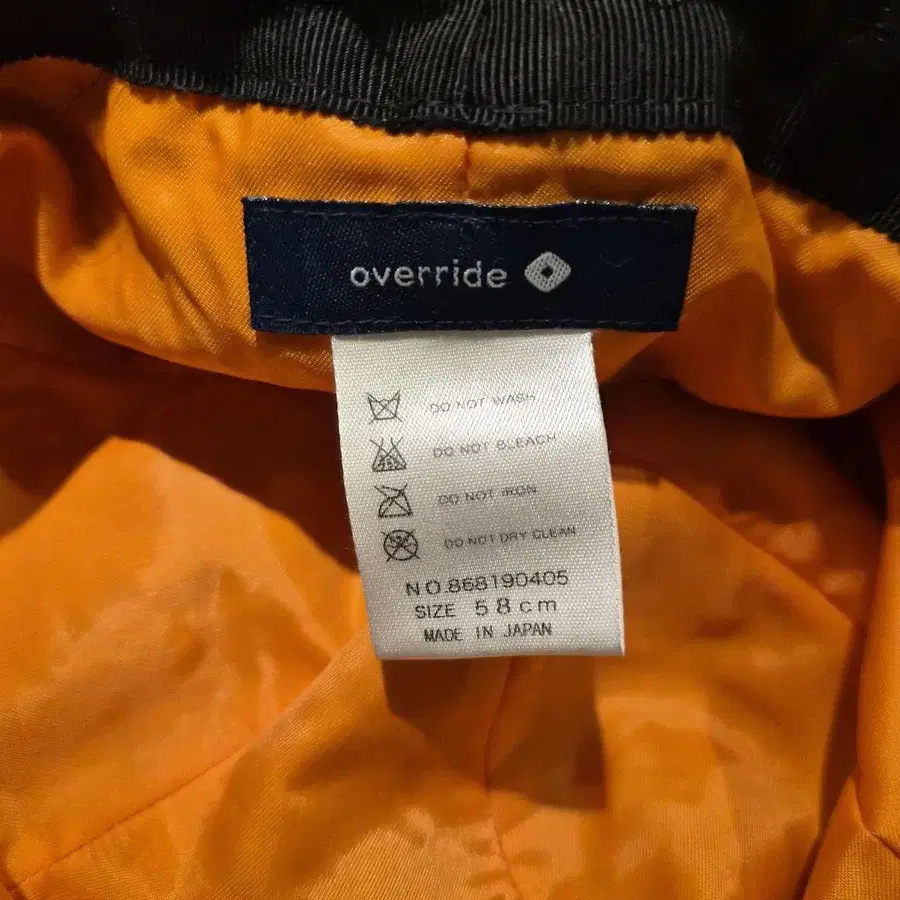 override
DO NOT WASH
DO NOT BLEACH
DO NOT IRON
DO NOT DRY CLEAN
NO.868190405
SIZE 58cm
MADE IN JAPAN